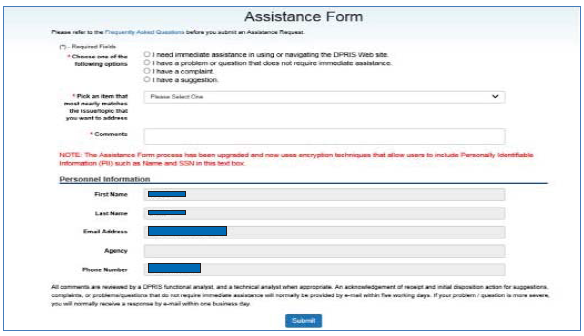 Assistance Form
Please refer to the Frequently Asked Questions before you submit an Assistance Request.
(*) - Required Fields
* Choose one of the following options
I need immediate assistance in using or navigating the DPRIS Web site.
I have a problem or question that does not require immediate assistance.
I have a complaint.
I have a suggestion.
* Pick an item that
most nearly matches
the issue/topic that
you want to address
Please Select One
* Comments
NOTE: The Assistance Form process has been upgraded and now uses encryption techniques that allow users to include Personally Identifiable
Information (PII) such as Name and SSN in this text box.
Personnel Information
First Name
Last Name
Email Address
Agency
Phone Number
All comments are reviewed by a DPRIS functional analyst, and a technical analyst when appropriate. An acknowledgement of receipt and initial disposition action for suggestions,
complaints, or problems/questions that do not require immediate assistance will normally be provided by e-mail within five working days. If your problem / question is more severe,
you will normally receive a response by e-mail within one business day.
Submit